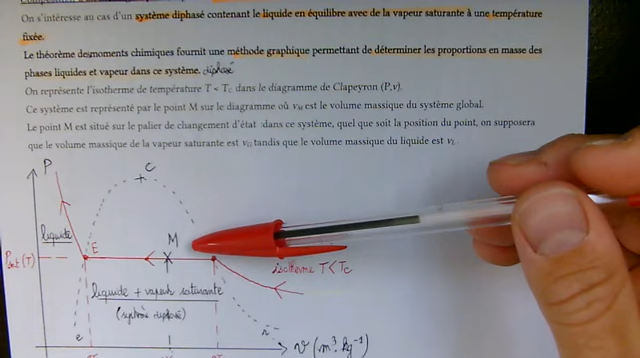 On s'intéresse au cas d'un système diphasé contenant le liquide en équilibre avec de la vapeur saturante à une température
fixée.
Le théorème des moments chimiques fournit une méthode graphique permettant de déterminer les proportions en masse des
phases liquides et vapeur dans ce système. diphasé
On représente l'isotherme de température T < Tc dans le diagramme de Clapeyron (P,v).
Ce système est représenté par le point M sur le diagramme où vM est le volume massique du système global.
Le point M est situé sur le palier de changement d'état : dans ce système, quel que soit la position du point, on supposera
que le volume massique de la vapeur saturante est vG tandis que le volume massique du liquide est vL
P
C
liquide
E
M
Psat (T)
isotherme T < Tc
liquide + vapeur saturante
(système diphasé)
v (m³.kg⁻¹)